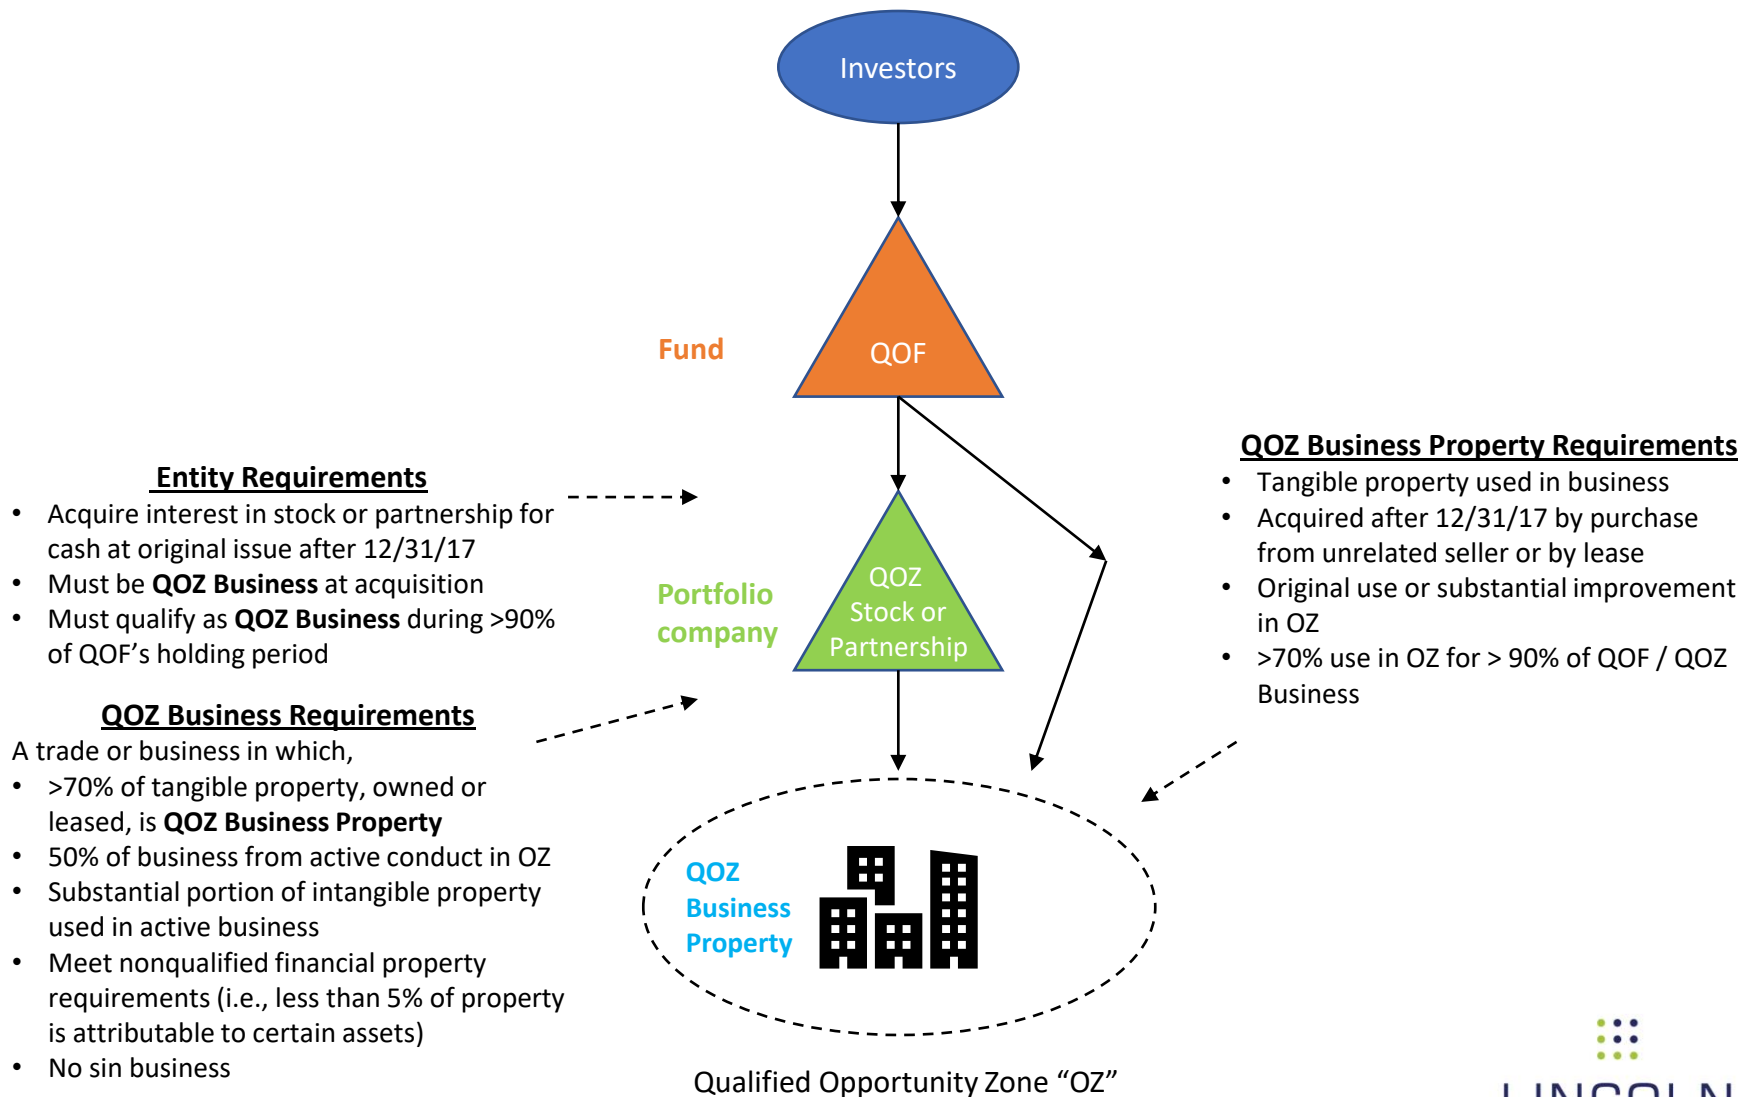 Investors
Fund
QOF
Entity Requirements
• Acquire interest in stock or partnership for
cash at original issue after 12/31/17
• Must be QOZ Business at acquisition
• Must qualify as QOZ Business during >90%
of QOF's holding period
QOZ Business Requirements
A trade or business in which,
• >70% of tangible property, owned or
leased, is QOZ Business Property
• 50% of business from active conduct in OZ
• Substantial portion of intangible property
used in active business
• Meet nonqualified financial property
requirements (i.e., less than 5% of property
is attributable to certain assets)
• No sin business
Portfolio
company
QOZ
Stock or
Partnership
QOZ Business Property Requirements
• Tangible property used in business
• Acquired after 12/31/17 by purchase
from unrelated seller or by lease
• Original use or substantial improvement
in OZ
• >70% use in OZ for > 90% of QOF / QOZ
Business
QOZ
Business
Property
Qualified Opportunity Zone “OZ”
LINCOLN